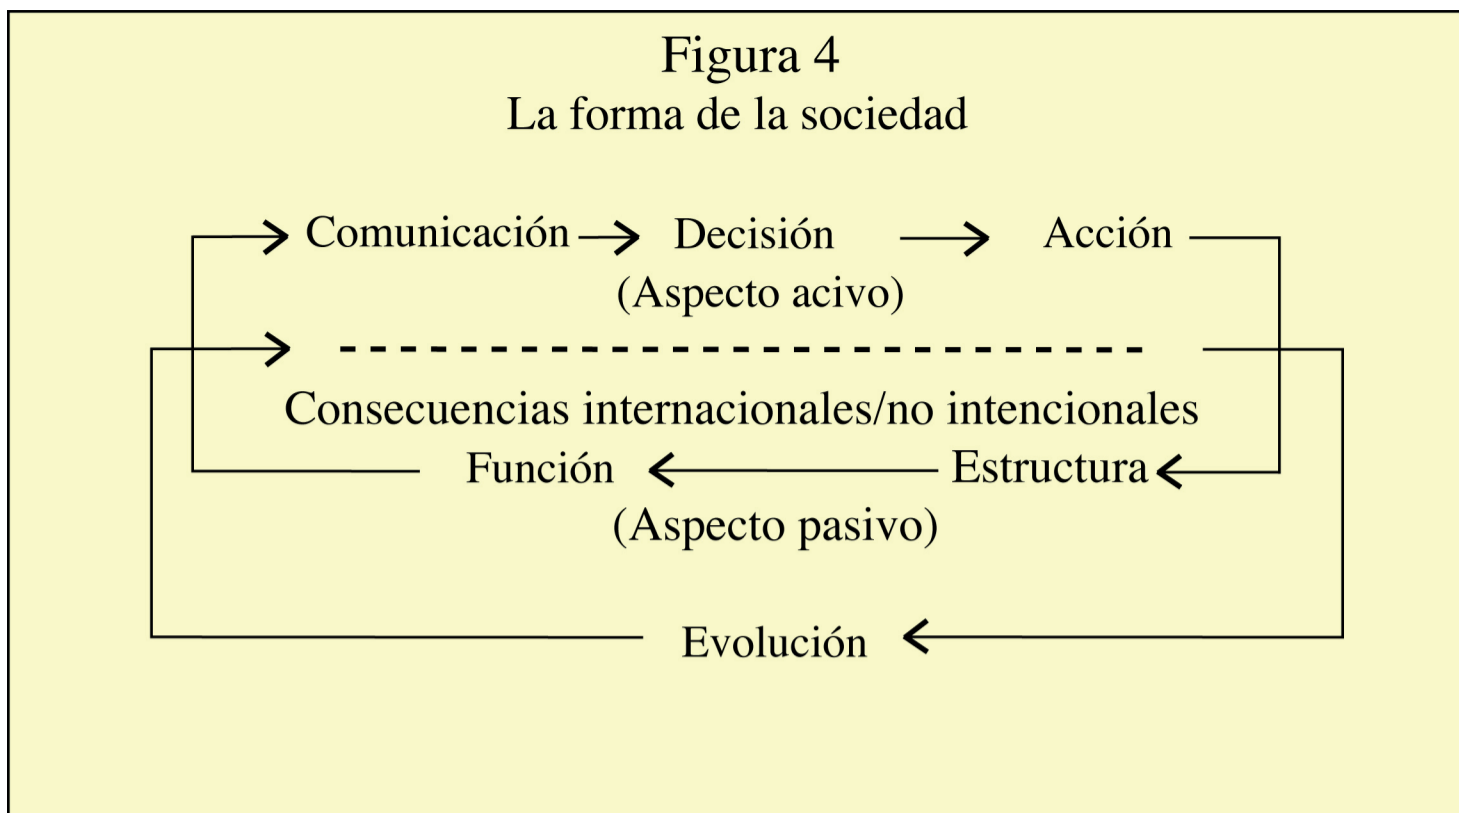 Figura 4
La forma de la sociedad
Comunicación Decisión Acción
(Aspecto acivo)
Consecuencias internacionales/no intencionales
Función Estructura
(Aspecto pasivo)
Evolución